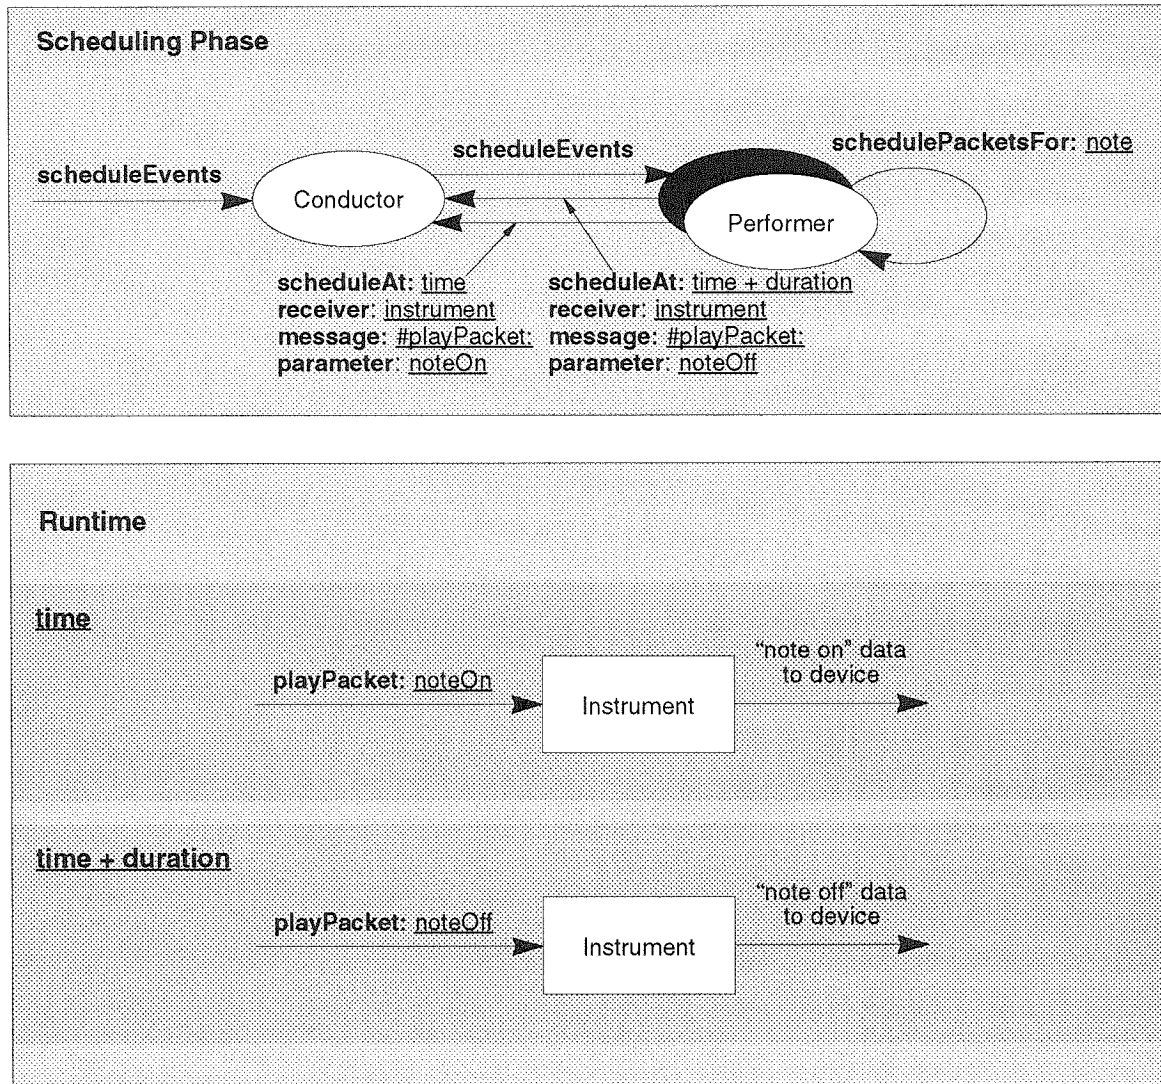 Scheduling Phase
scheduleEvents
Conductor
scheduleEvents
Performer
schedulePacketsFor: note
scheduleAt: time
receiver: instrument
message: #playPacket:
parameter: noteOn
scheduleAt: time + duration
receiver: instrument
message: #playPacket:
parameter: noteOff
Runtime
time
playPacket: noteOn
Instrument
“note on” data
to device
time + duration
playPacket: noteOff
Instrument
“note off” data
to device